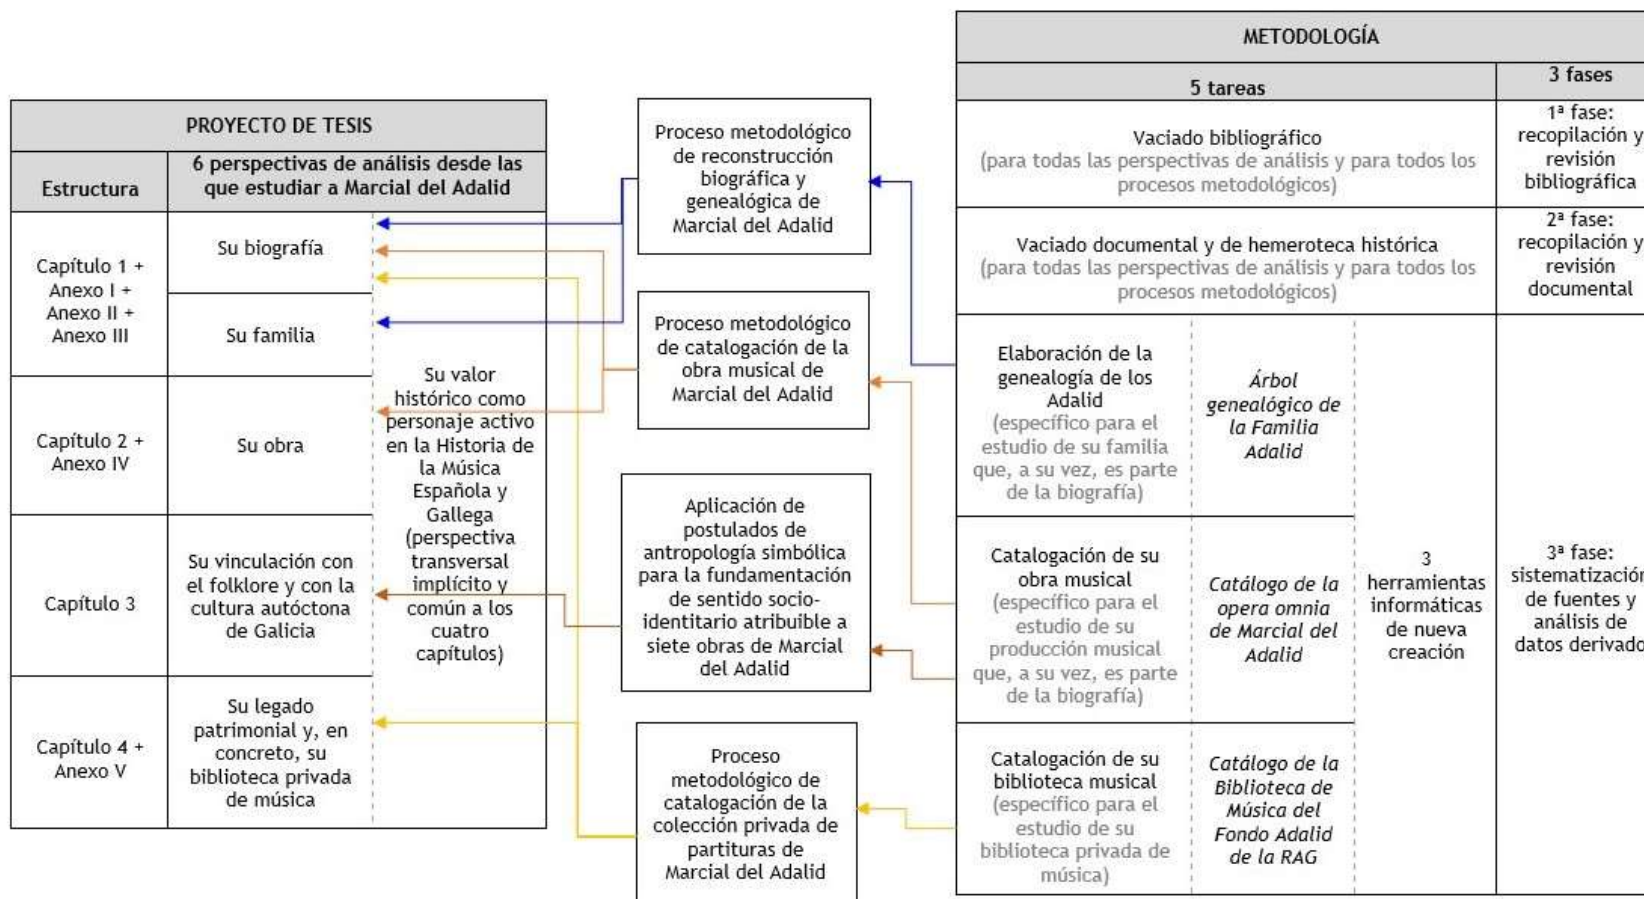 PROYECTO DE TESIS
Estructura
6 perspectivas de análisis desde las
que estudiar a Marcial del Adalid
Capítulo 1 +
Anexo I +
Anexo II +
Anexo III
Su biografía
Su familia
Capítulo 2 +
Anexo IV
Su obra
Capítulo 3
Su vinculación con
el folklore y con la
cultura autóctona
de Galicia
Capítulo 4 +
Anexo V
Su legado
patrimonial y, en
concreto, su
biblioteca privada
de música
Su valor
histórico como
personaje activo
en la Historia de
la Música
Española y
Gallega
(perspectiva
transversal
implícito y
común a los
cuatro
capítulos)
Proceso metodológico
de reconstrucción
biográfica y
genealógica de
Marcial del Adalid
Proceso metodológico
de catalogación de la
obra musical de
Marcial del Adalid
Aplicación de
postulados de
antropología simbólica
para la fundamentación
de sentido socio-
identitario atribuible a
siete obras de Marcial
del Adalid
Proceso
metodológico de
catalogación de la
colección privada de
partituras de
Marcial del Adalid
METODOLOGÍA
5 tareas
3 fases
Vaciado bibliográfico
(para todas las perspectivas de análisis y para todos los
procesos metodológicos)
1ª fase:
recopilación y
revisión
bibliográfica
Vaciado documental y de hemeroteca histórica
(para todas las perspectivas de análisis y para todos los
procesos metodológicos)
2ª fase:
recopilación y
revisión
documental
Elaboración de la
genealogía de los
Adalid
(específico para el
estudio de su familia
que, a su vez, es parte
de la biografía)
Árbol
genealógico de
la Familia
Adalid
Catalogación de su
obra musical
(específico para el
estudio de su
producción musical
que, a su vez, es parte
de la biografía)
Catálogo de la
opera omnia
de Marcial del
Adalid
Catalogación de su
biblioteca musical
(específico para el
estudio de su
biblioteca privada de
música)
Catálogo de la
Biblioteca de
Música del
Fondo Adalid
de la RAG
3
herramientas
informáticas
de nueva
creación
3ª fase:
sistematización
de fuentes y
análisis de
datos derivado